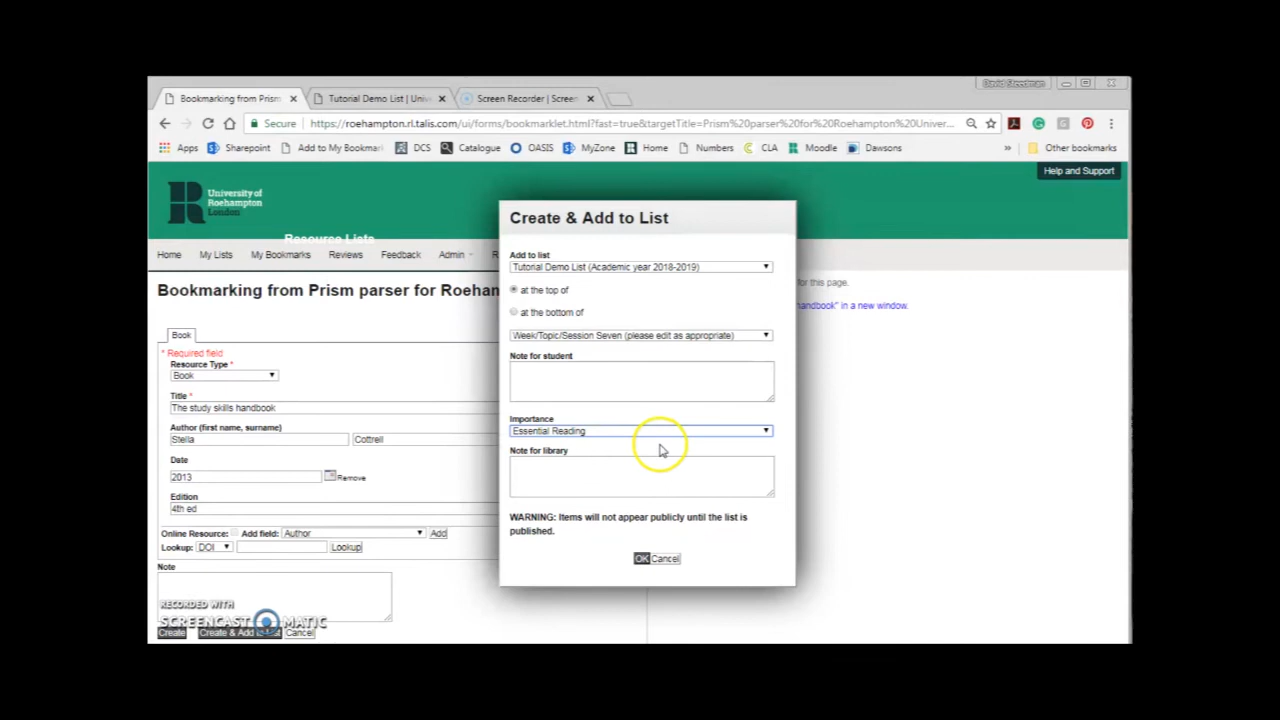 David Steedman
Bookmarking from Prism
Tutorial Demo List | Univ
Screen Recorder | Screen
Secure
https://roehampton.rl.talis.com/ui/forms/bookmarklet.html?fast=true&targetTitle=Prism%20parser%20for%20Roehampton%20Univer...
Apps
Sharepoint
Add to My Bookmar
DCS
Catalogue
OASIS
MyZone
Home
Numbers
CLA
Moodle
Dawsons
»
Other bookmarks
Help and Support
University of
Roehampton
London
Resource Lists
Home
My Lists
My Bookmarks
Reviews
Feedback
Admin
R
Bookmarking from Prism parser for Roeham
for this page.
handbook" in a new window.
Book
* Required field
Resource Type *
Book
Title *
The study skills handbook
Author (first name, surname)
Stella
Cottrell
Date
2013
Remove
Edition
4th ed
Online Resource:
Add field:
Author
Add
Lookup:
DOI
Lookup
Note
RECORDED WITH
SCREENCAST MATIC
Create
Create & Add to List
Cancel
Create & Add to List
Add to list
Tutorial Demo List (Academic year 2018-2019)
at the top of
at the bottom of
Week/Topic/Session Seven (please edit as appropriate)
Note for student
Importance
Essential Reading
Note for library
WARNING: Items will not appear publicly until the list is
published.
OK
Cancel